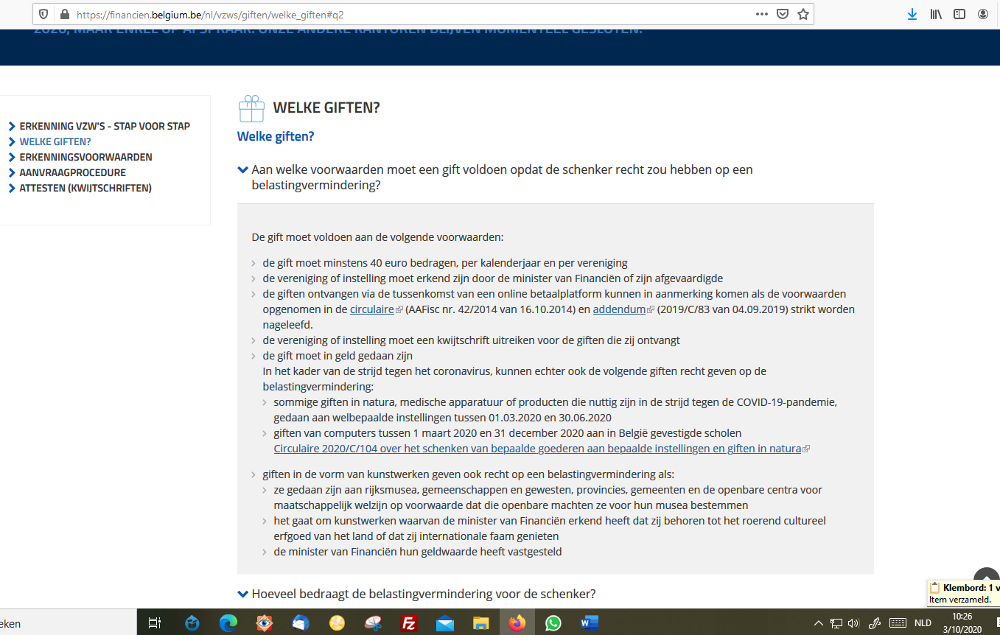 https://financien.belgium.be/nl/vzws/giften/welke_giften#q2
2020, MAAR ENKEL OP AFSPRAAK. ONZE ANDERE KANTOREN BLIJVEN MOMENTEEL GESLOTEN.
ERKENNING VZW'S - STAP VOOR STAP
WELKE GIFTEN?
ERKENNINGSVOORWAARDEN
AANVRAAGPROCEDURE
ATTESTEN (KWIJTSCHRIFTEN)
WELKE GIFTEN?
Welke giften?
Aan welke voorwaarden moet een gift voldoen opdat de schenker recht zou hebben op een
belastingvermindering?
De gift moet voldoen aan de volgende voorwaarden:
de gift moet minstens 40 euro bedragen, per kalenderjaar en per vereniging
de vereniging of instelling moet erkend zijn door de minister van Financiën of zijn afgevaardigde
de giften ontvangen via de tussenkomst van een online betaalplatform kunnen in aanmerking komen als de voorwaarden
opgenomen in de circulaire (AAFisc nr. 42/2014 van 16.10.2014) en addendum (2019/C/83 van 04.09.2019) strikt worden
nageleefd.
de vereniging of instelling moet een kwijtschrift uitreiken voor de giften die zij ontvangt
de gift moet in geld gedaan zijn
In het kader van de strijd tegen het coronavirus, kunnen echter ook de volgende giften recht geven op de
belastingvermindering:
sommige giften in natura, medische apparatuur of producten die nuttig zijn in de strijd tegen de COVID-19-pandemie,
gedaan aan welbepaalde instellingen tussen 01.03.2020 en 30.06.2020
giften van computers tussen 1 maart 2020 en 31 december 2020 aan in België gevestigde scholen
Circulaire 2020/C/104 over het schenken van bepaalde goederen aan bepaalde instellingen en giften in natura
giften in de vorm van kunstwerken geven ook recht op een belastingvermindering als:
ze gedaan zijn aan rijksmusea, gemeenschappen en gewesten, provincies, gemeenten en de openbare centra voor
maatschappelijk welzijn op voorwaarde dat die openbare machten ze voor hun musea bestemmen
het gaat om kunstwerken waarvan de minister van Financiën erkend heeft dat zij behoren tot het roerend cultureel
erfgoed van het land of dat zij internationale faam genieten
de minister van Financiën hun geldwaarde heeft vastgesteld
Hoeveel bedraagt de belastingvermindering voor de schenker?
Klembord: 1 v
Item verzameld.
eken
NLD
10:26
3/10/2020